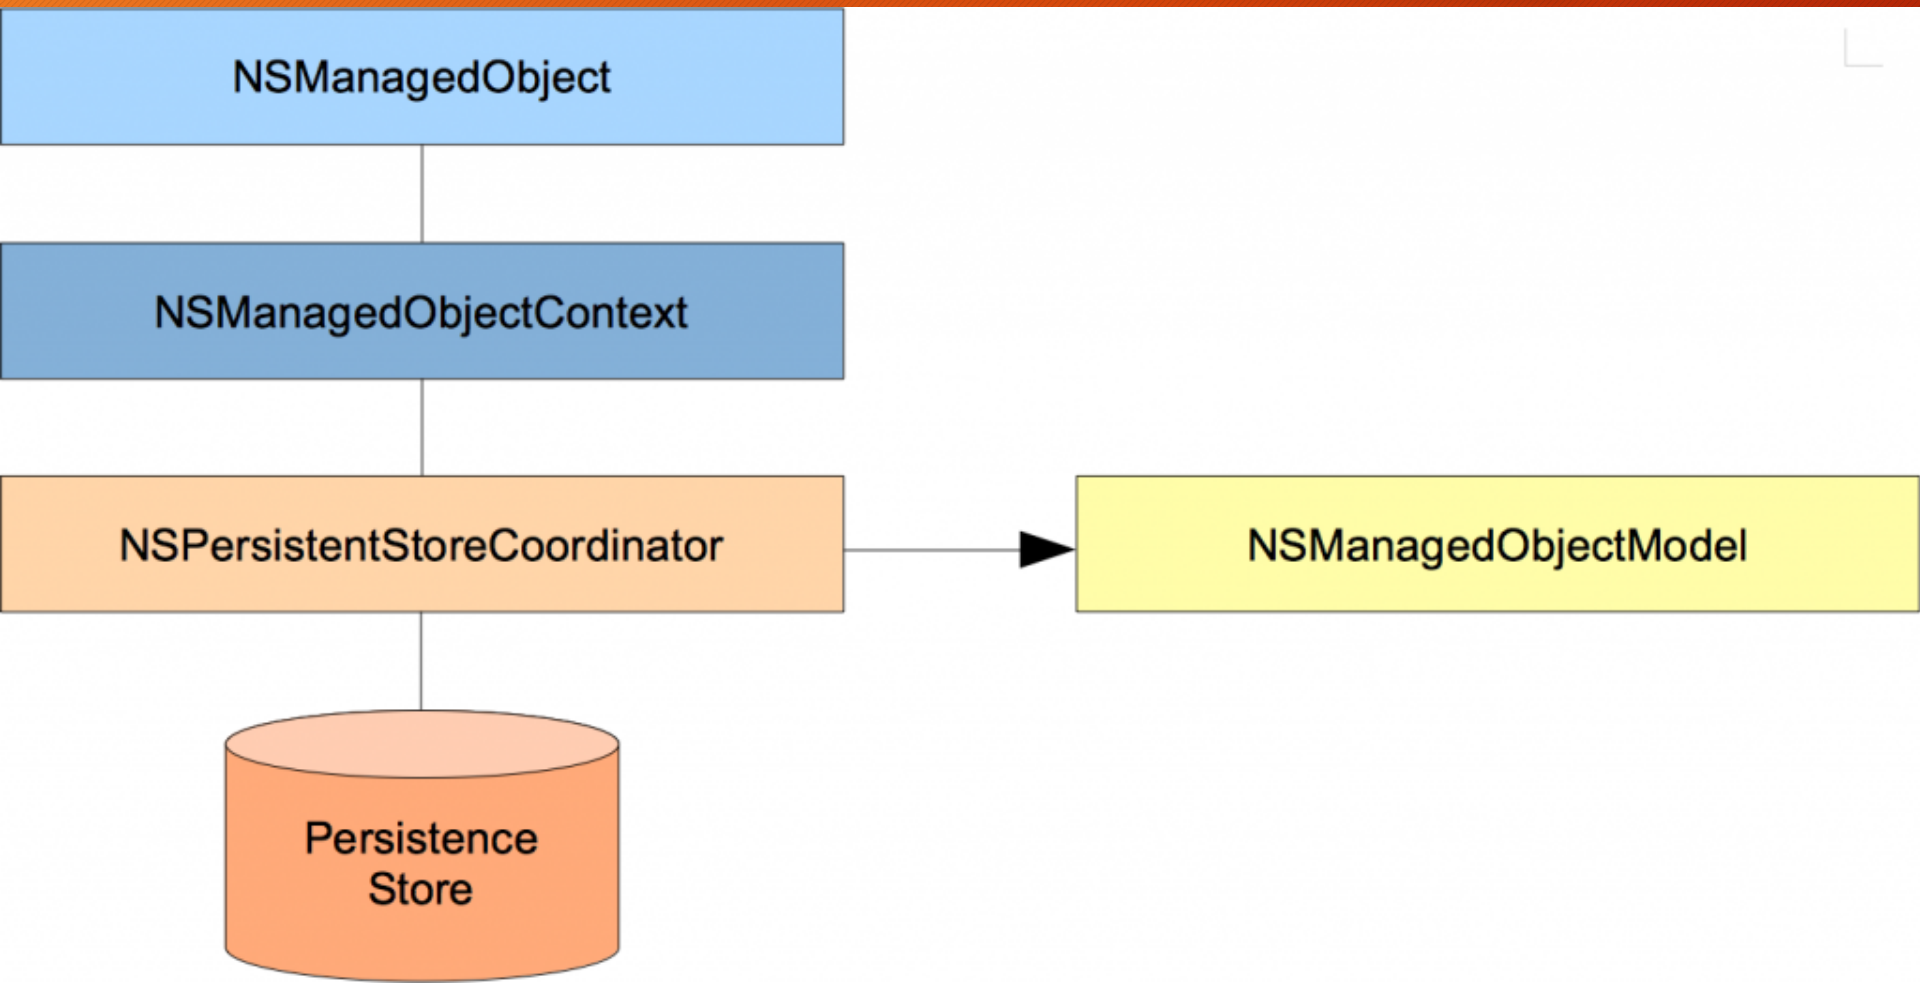 NSManagedObject
NSManagedObjectContext
NSPersistentStoreCoordinator
NSManagedObjectModel
Persistence
Store